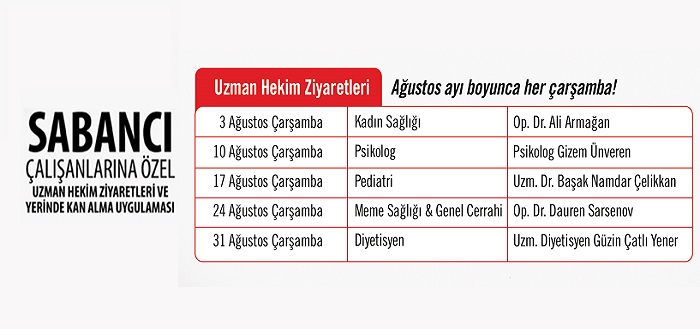 SABANCI
ÇALIŞANLARINA ÖZEL
UZMAN HEKİM ZİYARETLERİ VE
YERİNDE KAN ALMA UYGULAMASI
Uzman Hekim Ziyaretleri Ağustos ayı boyunca her çarşamba!
3 Ağustos Çarşamba Kadın Sağlığı Op. Dr. Ali Armağan
10 Ağustos Çarşamba Psikolog Psikolog Gizem Ünveren
17 Ağustos Çarşamba Pediatri Uzm. Dr. Başak Namdar Çelikkan
24 Ağustos Çarşamba Meme Sağlığı & Genel Cerrahi Op. Dr. Dauren Sarsenov
31 Ağustos Çarşamba Diyetisyen Uzm. Diyetisyen Güzin Çatlı Yener